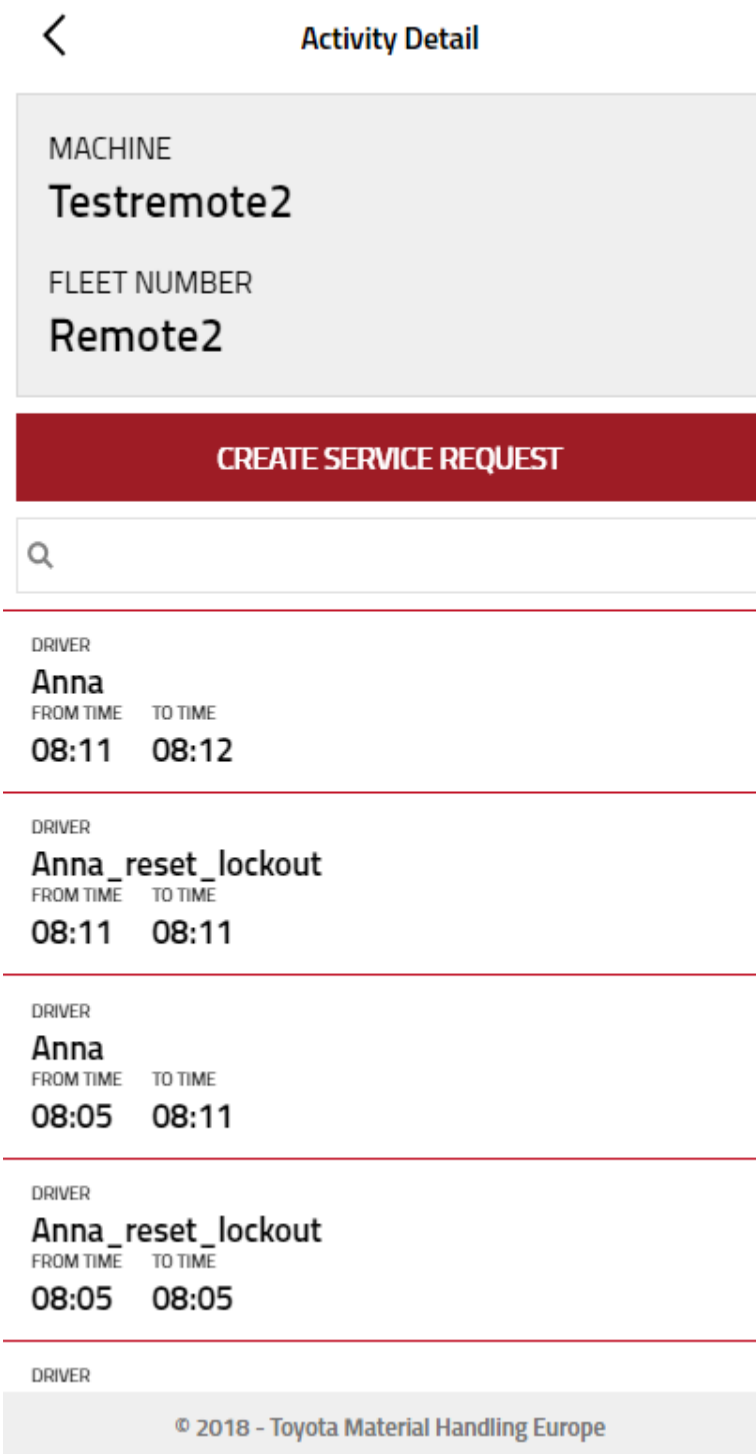 Activity Detail
MACHINE
Testremote2
FLEET NUMBER
Remote2
CREATE SERVICE REQUEST
DRIVER
Anna
FROM TIME TO TIME
08:11 08:12
DRIVER
Anna_reset_lockout
FROM TIME TO TIME
08:11 08:11
DRIVER
Anna
FROM TIME TO TIME
08:05 08:11
DRIVER
Anna_reset_lockout
FROM TIME TO TIME
08:05 08:05
DRIVER
© 2018 - Toyota Material Handling Europe